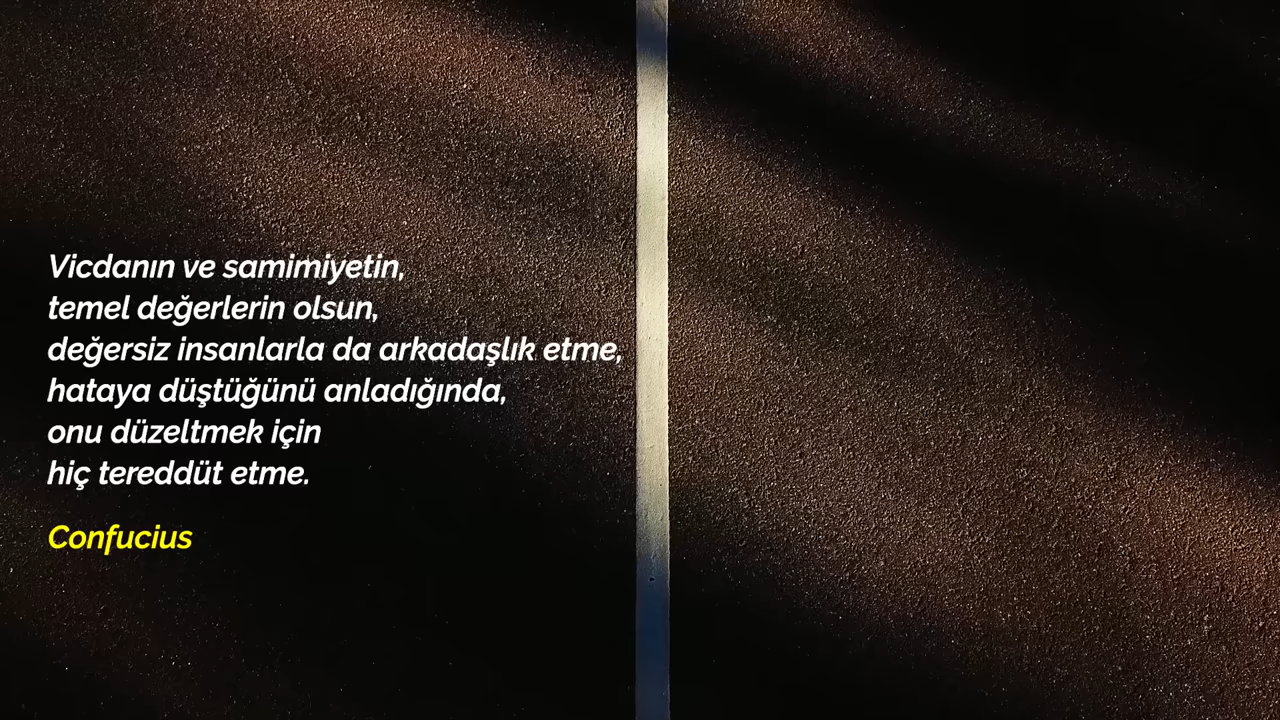 Vicdanın ve samimiyetin,
temel değerlerin olsun,
değersiz insanlarla da arkadaşlık etme,
hataya düştüğünü anladığında,
onu düzeltmek için
hiç tereddüt etme.
Confucius